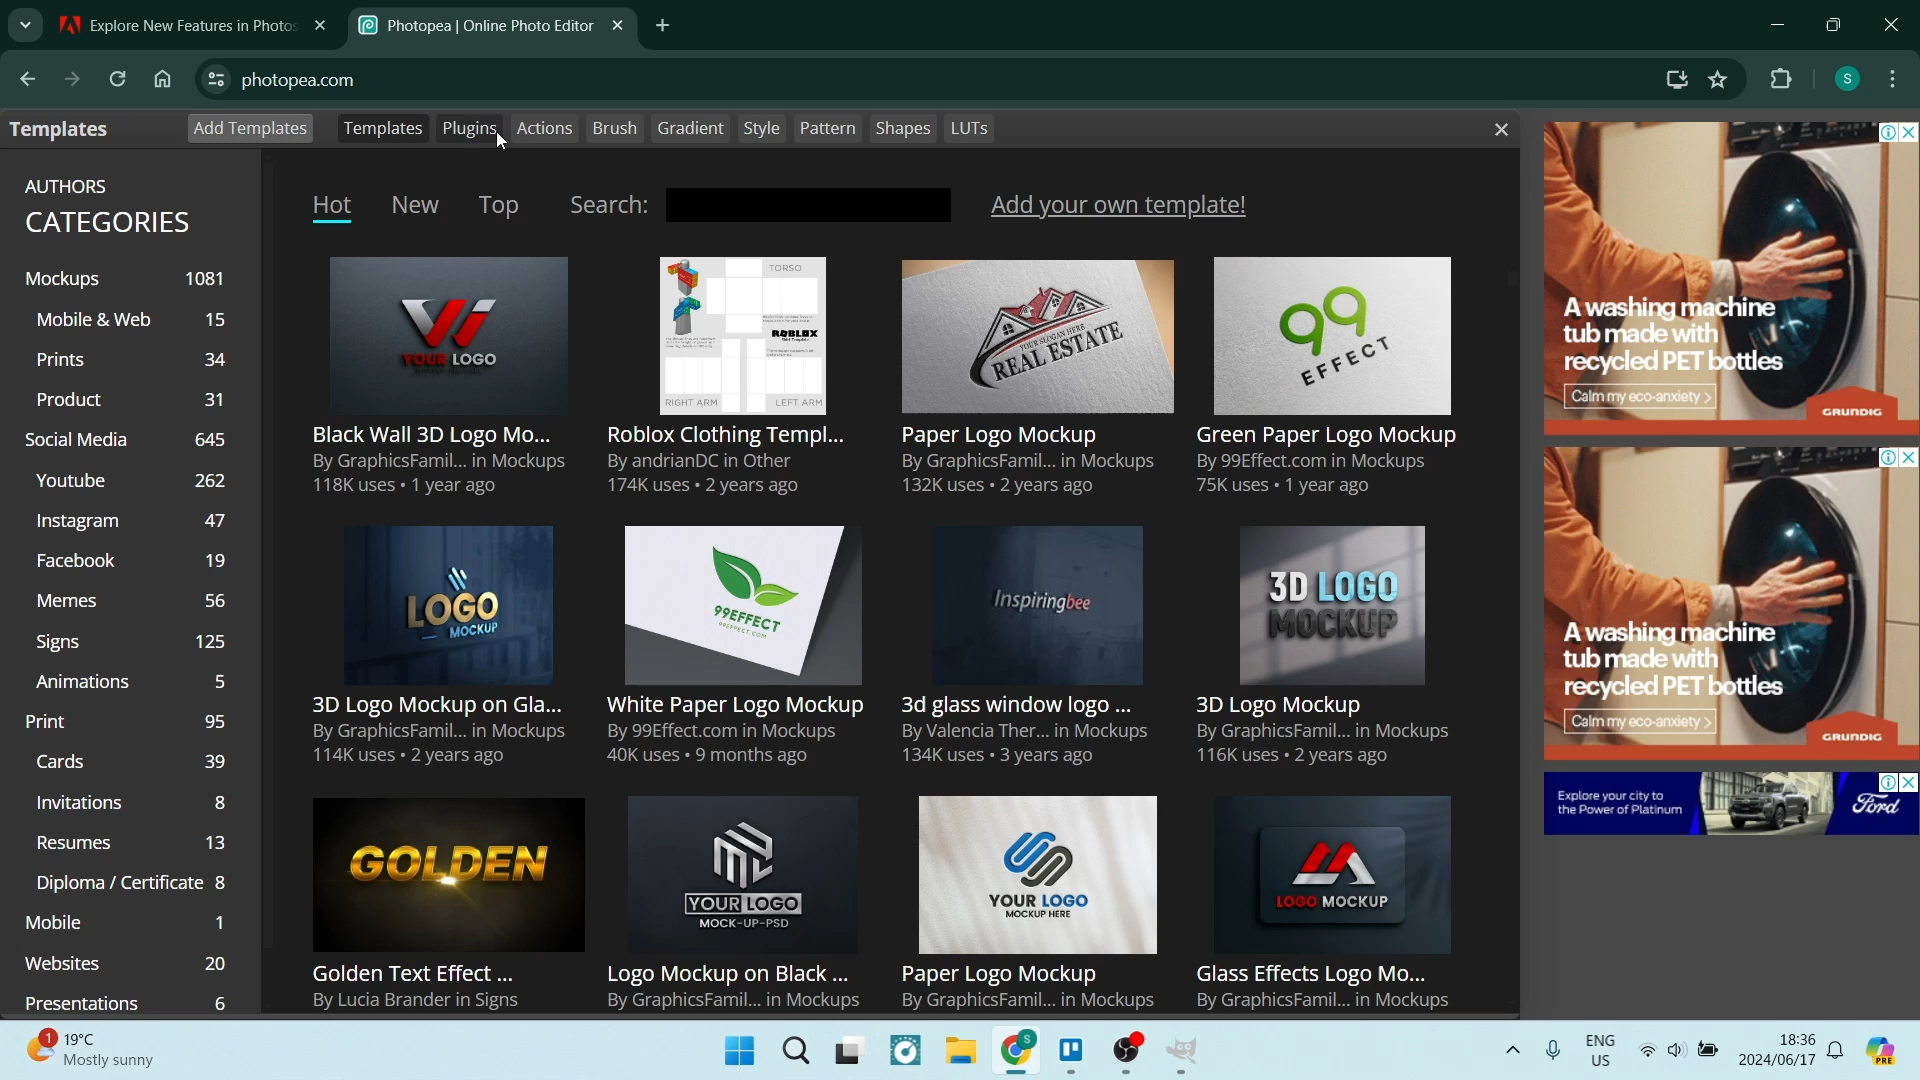 Explore New Features in Photos
Photopea | Online Photo Editor
photopea.com
S
Templates
Add Templates
Templates
Plugins
Actions
Brush
Gradient
Style
Pattern
Shapes
LUTs
AUTHORS
CATEGORIES
Mockups 1081
Mobile & Web 15
Prints 34
Product 31
Social Media 645
Youtube 262
Instagram 47
Facebook 19
Memes 56
Signs 125
Animations 5
Print 95
Cards 39
Invitations 8
Resumes 13
Diploma / Certificate 8
Mobile 1
Websites 20
Presentations 6
Hot New Top Search: Add your own template!
YOUR LOGO
Black Wall 3D Logo Mo...
By GraphicsFamil... in Mockups
118K uses • 1 year ago
TORSO
ROBLOX
RIGHT ARM LEFT ARM
Roblox Clothing Templ...
By andrianDC in Other
174K uses • 2 years ago
YOUR SLOGAN HERE
REAL ESTATE
Paper Logo Mockup
By GraphicsFamil... in Mockups
132K uses • 2 years ago
99
EFFECT
Green Paper Logo Mockup
By 99Effect.com in Mockups
75K uses • 1 year ago
LOGO
MOCKUP
3D Logo Mockup on Gla...
By GraphicsFamil... in Mockups
114K uses • 2 years ago
99EFFECT
99EFFECT.COM
White Paper Logo Mockup
By 99Effect.com in Mockups
40K uses • 9 months ago
Inspiringbee
3d glass window logo ...
By Valencia Ther... in Mockups
134K uses • 3 years ago
3D LOGO
MOCKUP
3D Logo Mockup
By GraphicsFamil... in Mockups
116K uses • 2 years ago
GOLDEN
Golden Text Effect ...
By Lucia Brander in Signs
YOUR LOGO
MOCK-UP-PSD
Logo Mockup on Black ...
By GraphicsFamil... in Mockups
YOUR LOGO
MOCKUP HERE
Paper Logo Mockup
By GraphicsFamil... in Mockups
LOGO MOCKUP
Glass Effects Logo Mo...
By GraphicsFamil... in Mockups
A washing machine
tub made with
recycled PET bottles
Calm my eco-anxiety >
GRUNDIG
A washing machine
tub made with
recycled PET bottles
Calm my eco-anxiety >
GRUNDIG
Explore your city to
the Power of Platinum
Ford
1
19°C
Mostly sunny
S
ENG
US
18:36
2024/06/17
PRE